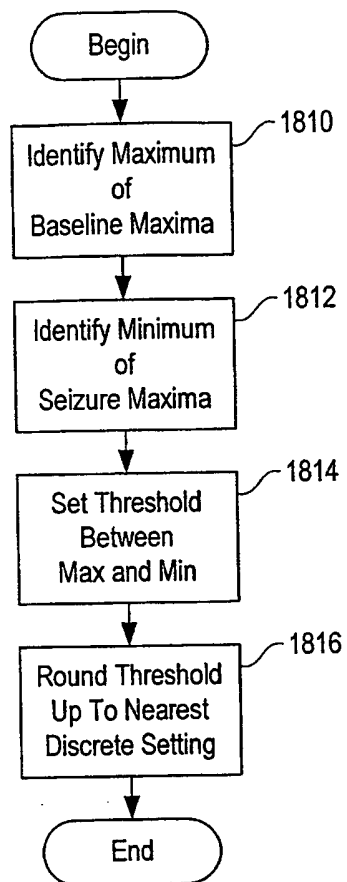 Begin
1810
Identify Maximum
of
Baseline Maxima
1812
Identify Minimum
of
Seizure Maxima
1814
Set Threshold
Between
Max and Min
1816
Round Threshold
Up To Nearest
Discrete Setting
End